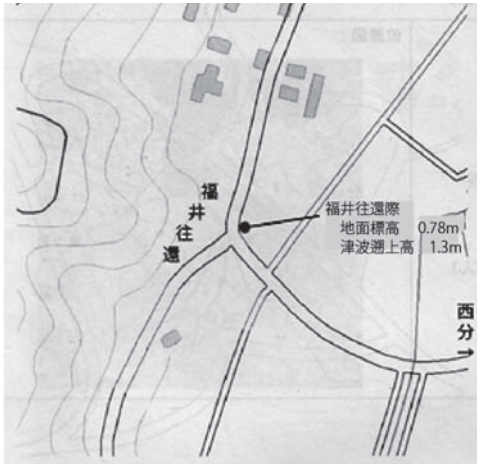 福井往還際
地面標高 0.78m
津波遡上高 1.3m
福井往還
西分→